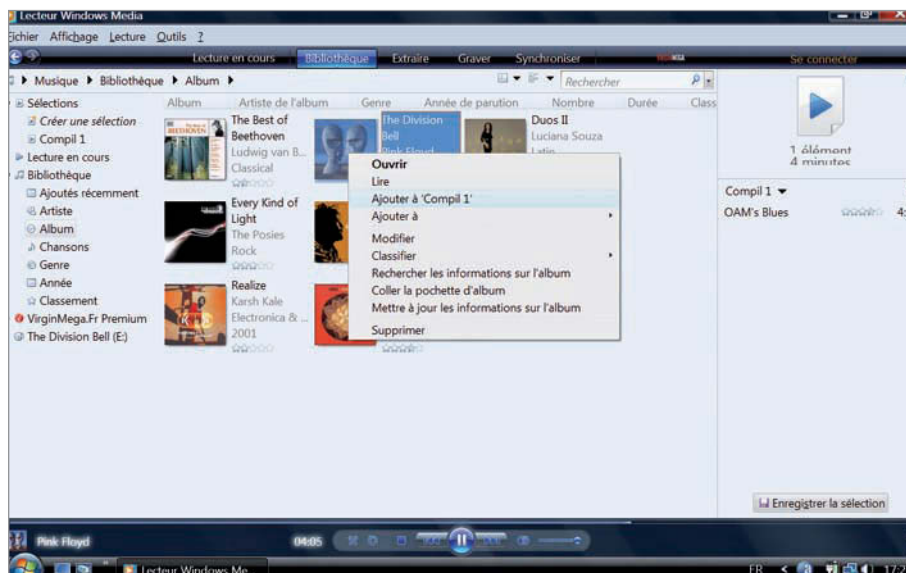 Lecteur Windows Media
Fichier Affichage Lecture Outils ?
Lecture en cours Bibliothèque Extraire Graver Synchroniser Se connecter
Musique Bibliothèque Album Rechercher
Sélections
Créer une sélection
Compil 1
Lecture en cours
Bibliothèque
Ajoutés récemment
Artiste
Album
Chansons
Genre
Année
Classement
VirginMega.Fr Premium
The Division Bell (E:)
Album Artiste de l'album Genre Année de parution Nombre Durée Class
The Best of
Beethoven
Ludwig van B...
Classical
The Division
Bell
Pink Floyd
Duos II
Luciana Souza
Latin
Every Kind of
Light
The Posies
Rock
Realize
Karsh Kale
Electronica & ...
2001
Ouvrir
Lire
Ajouter à 'Compil 1'
Ajouter à
Modifier
Classifier
Rechercher les informations sur l'album
Coller la pochette d'album
Mettre à jour les informations sur l'album
Supprimer
1 élément
4 minutes
Compil 1
OAM's Blues 4:
Enregistrer la sélection
Pink Floyd 04:05
Lecteur Windows Me... FR 17:2